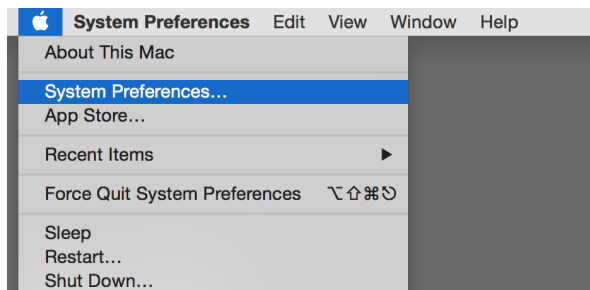 System Preferences Edit View Window Help
About This Mac
System Preferences...
App Store...
Recent Items ▶
Force Quit System Preferences ⌥⇧⌘⎋
Sleep
Restart...
Shut Down...